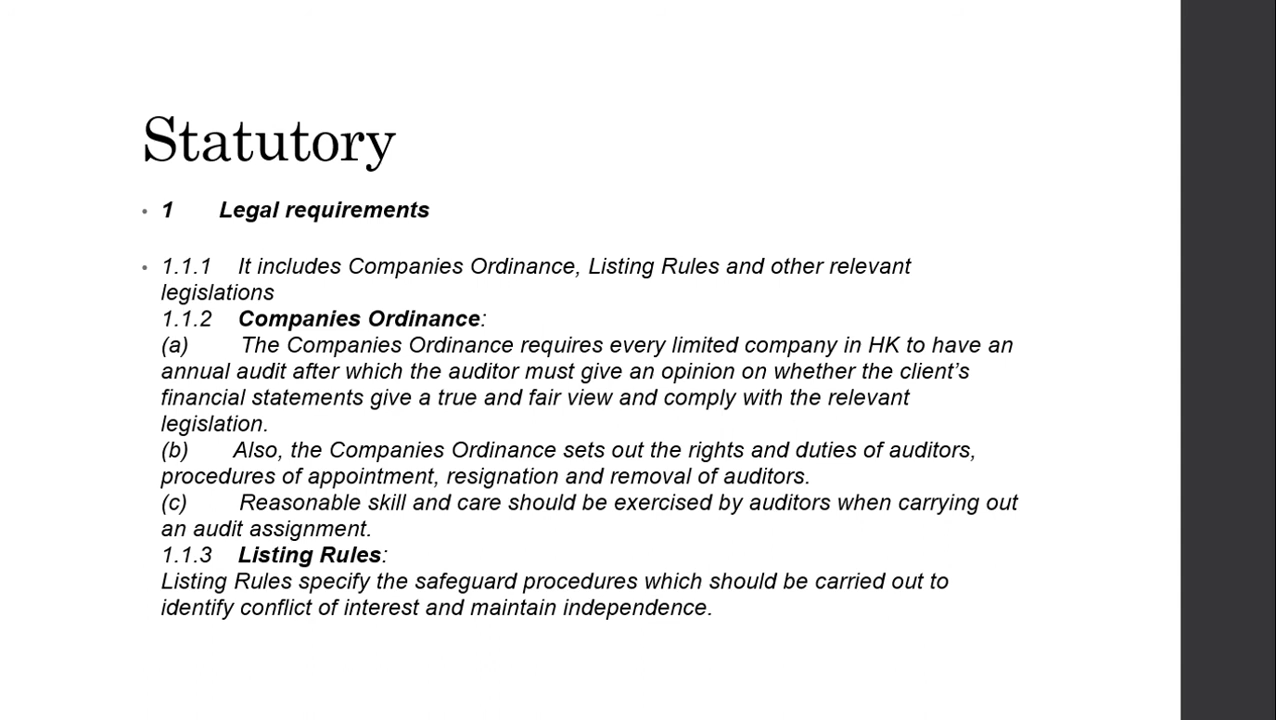 Statutory
• 1 Legal requirements
• 1.1.1 It includes Companies Ordinance, Listing Rules and other relevant
legislations
1.1.2 Companies Ordinance:
(a) The Companies Ordinance requires every limited company in HK to have an
annual audit after which the auditor must give an opinion on whether the client’s
financial statements give a true and fair view and comply with the relevant
legislation.
(b) Also, the Companies Ordinance sets out the rights and duties of auditors,
procedures of appointment, resignation and removal of auditors.
(c) Reasonable skill and care should be exercised by auditors when carrying out
an audit assignment.
1.1.3 Listing Rules:
Listing Rules specify the safeguard procedures which should be carried out to
identify conflict of interest and maintain independence.